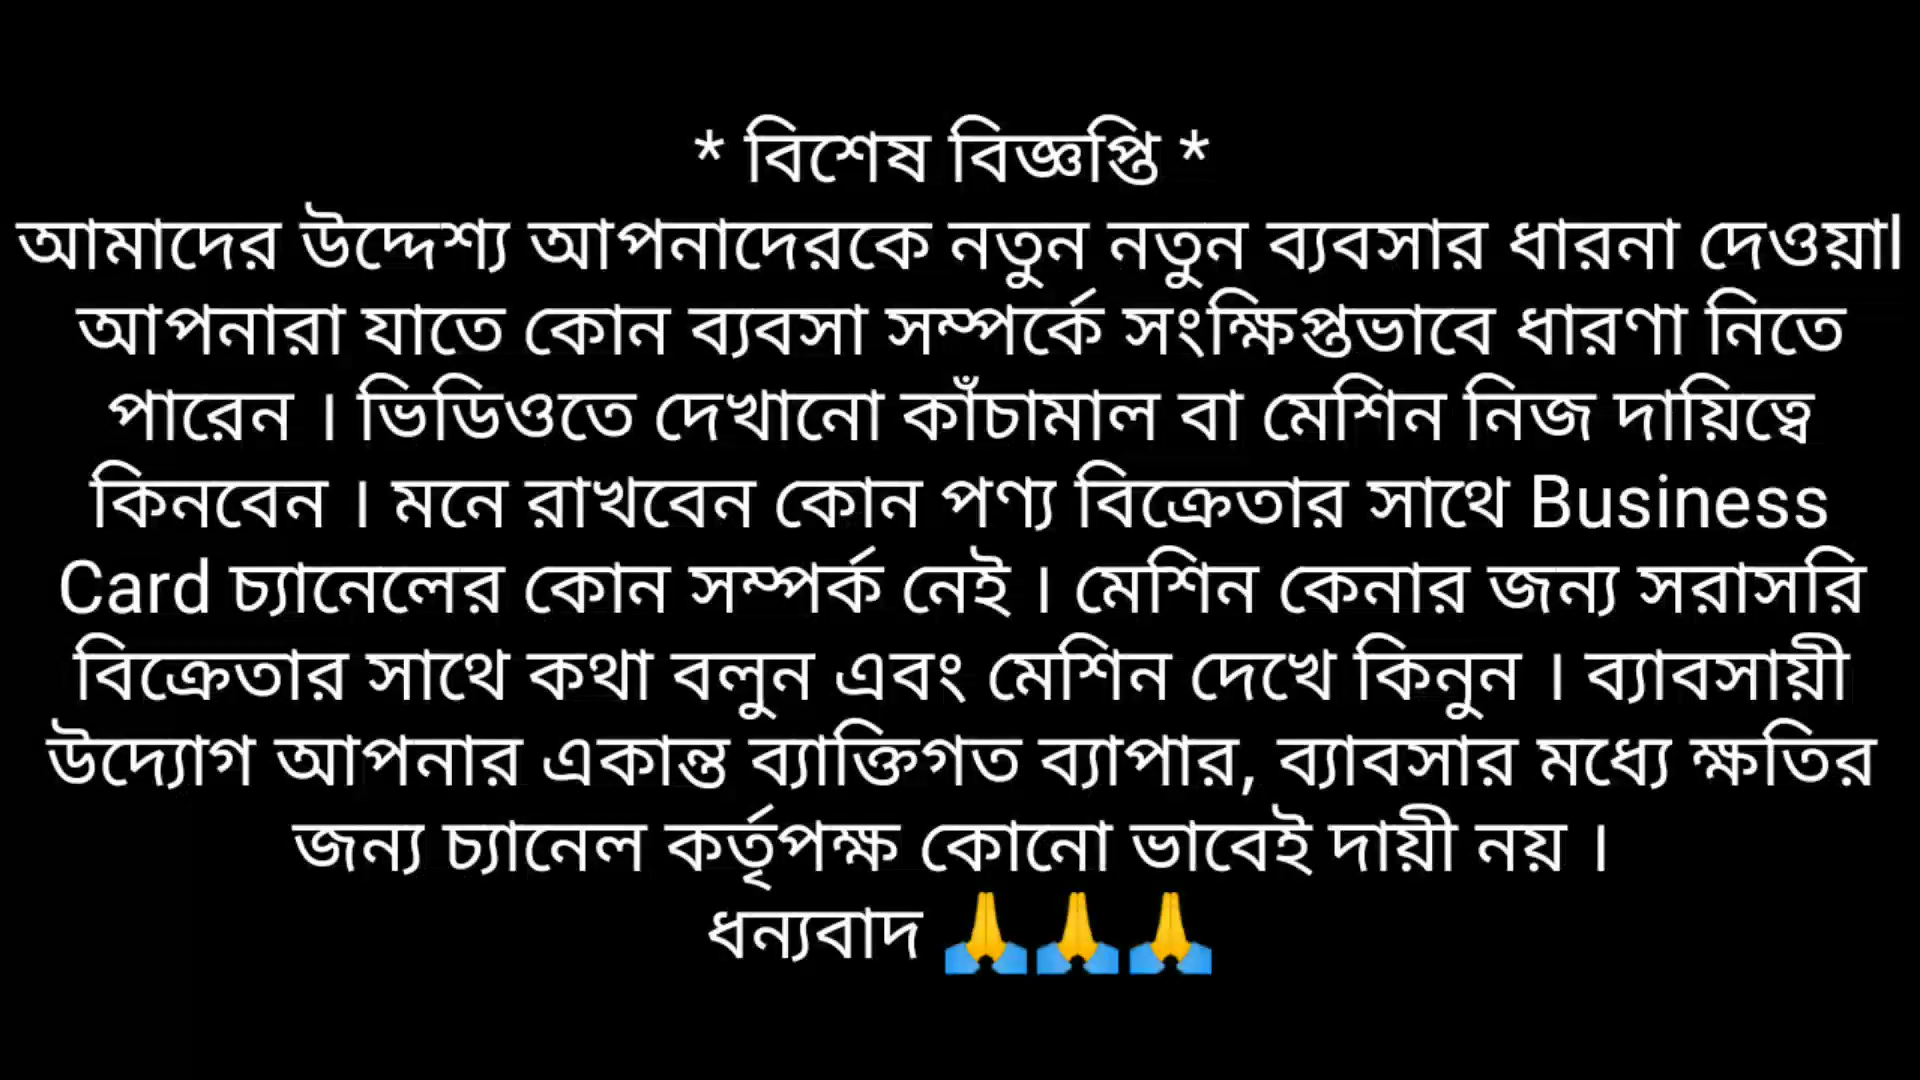 * বিশেষ বিজ্ঞপ্তি *
আমাদের উদ্দেশ্য আপনাদেরকে নতুন নতুন ব্যবসার ধারনা দেওয়া।
আপনারা যাতে কোন ব্যবসা সম্পর্কে সংক্ষিপ্তভাবে ধারণা নিতে
পারেন । ভিডিওতে দেখানো কাঁচামাল বা মেশিন নিজ দায়িত্বে
কিনবেন । মনে রাখবেন কোন পণ্য বিক্রেতার সাথে Business
Card চ্যানেলের কোন সম্পর্ক নেই । মেশিন কেনার জন্য সরাসরি
বিক্রেতার সাথে কথা বলুন এবং মেশিন দেখে কিনুন । ব্যাবসায়ী
উদ্যোগ আপনার একান্ত ব্যাক্তিগত ব্যাপার, ব্যাবসার মধ্যে ক্ষতির
জন্য চ্যানেল কর্তৃপক্ষ কোনো ভাবেই দায়ী নয় ।
ধন্যবাদ 🙏🙏🙏